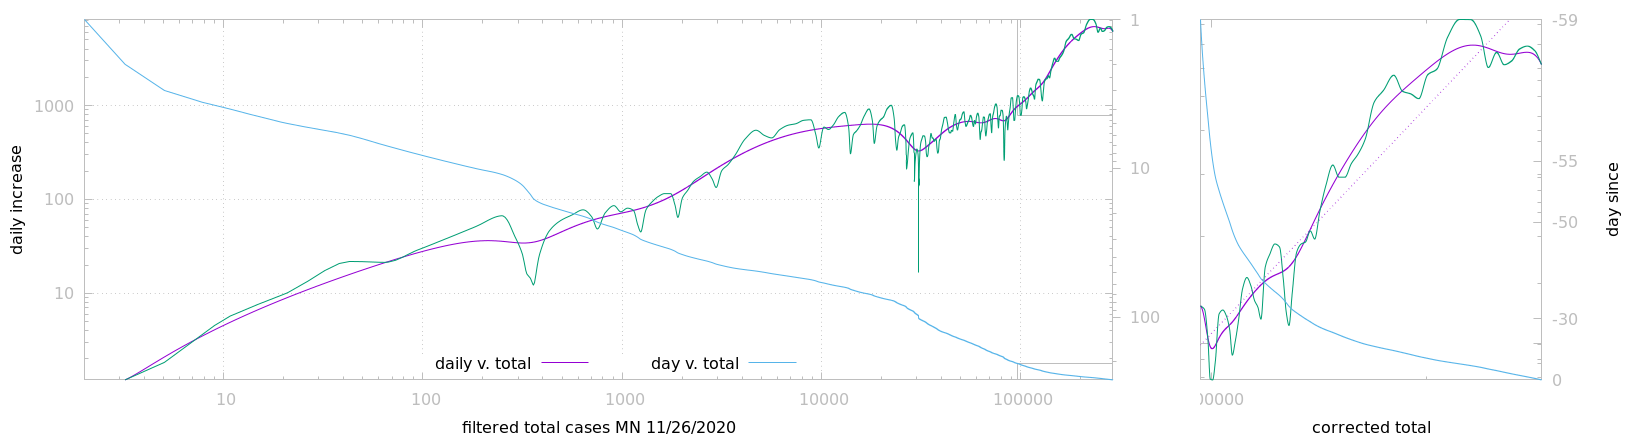 1
-59
1000
daily increase
10
-55
day since
100
-50
10
100
-30
daily v. total
day v. total
0
10
100
1000
10000
100000
00000
filtered total cases MN 11/26/2020
corrected total